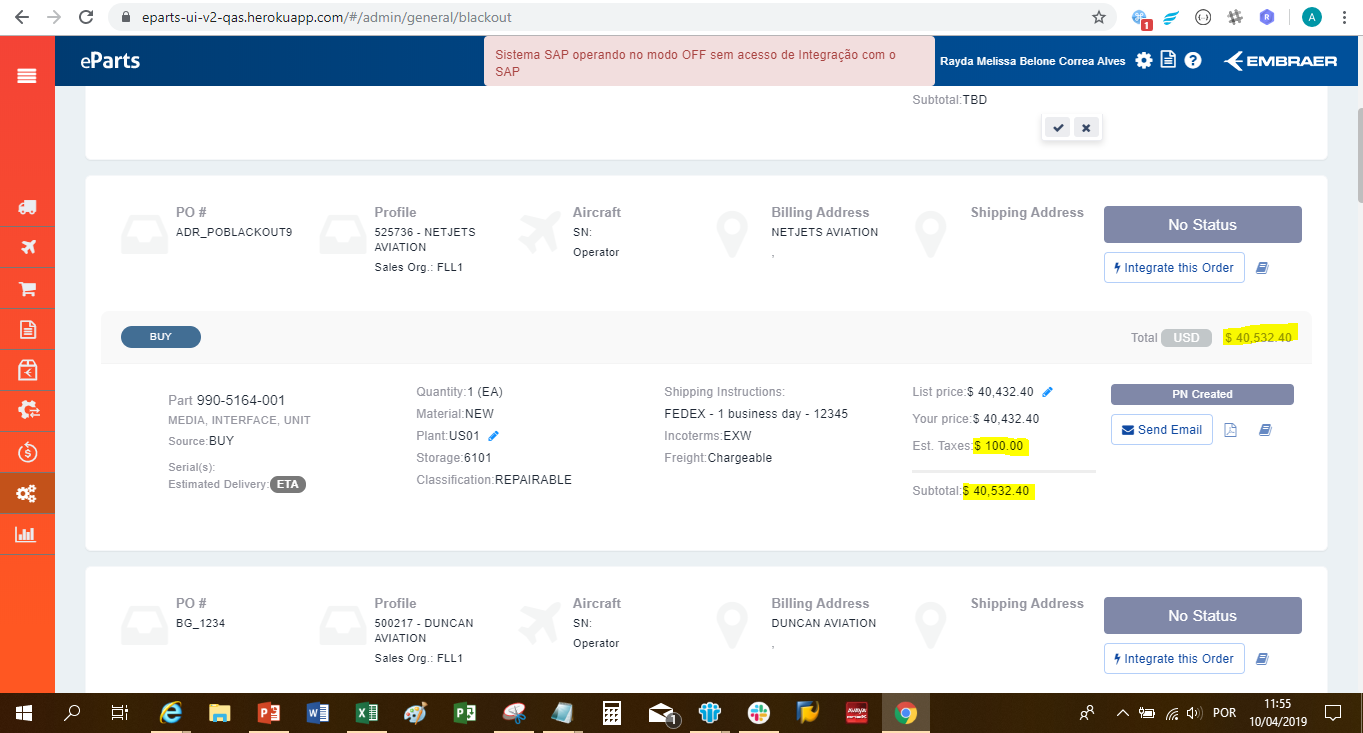 eparts-ui-v2-qas.herokuapp.com/#/admin/general/blackout
1
A
eParts
Sistema SAP operando no modo OFF sem acesso de Integração com o
SAP
Rayda Melissa Belone Correa Alves
EMBRAER
Subtotal:TBD
PO #
ADR_POBLACKOUT9
Profile
525736 - NETJETS
AVIATION
Sales Org.: FLL1
Aircraft
SN:
Operator
Billing Address
NETJETS AVIATION
,
Shipping Address
No Status
Integrate this Order
BUY
Total USD $ 40,532.40
Part 990-5164-001
MEDIA, INTERFACE, UNIT
Source:BUY
Serial(s):
Estimated Delivery: ETA
Quantity:1 (EA)
Material:NEW
Plant:US01
Storage:6101
Classification:REPAIRABLE
Shipping Instructions:
FEDEX - 1 business day - 12345
Incoterms:EXW
Freight:Chargeable
List price:$ 40,432.40
Your price:$ 40,432.40
Est. Taxes:$ 100.00
Subtotal:$ 40,532.40
PN Created
Send Email
PO #
BG_1234
Profile
500217 - DUNCAN
AVIATION
Sales Org.: FLL1
Aircraft
SN:
Operator
Billing Address
DUNCAN AVIATION
,
Shipping Address
No Status
Integrate this Order
1
AVAYA
POR
11:55
10/04/2019